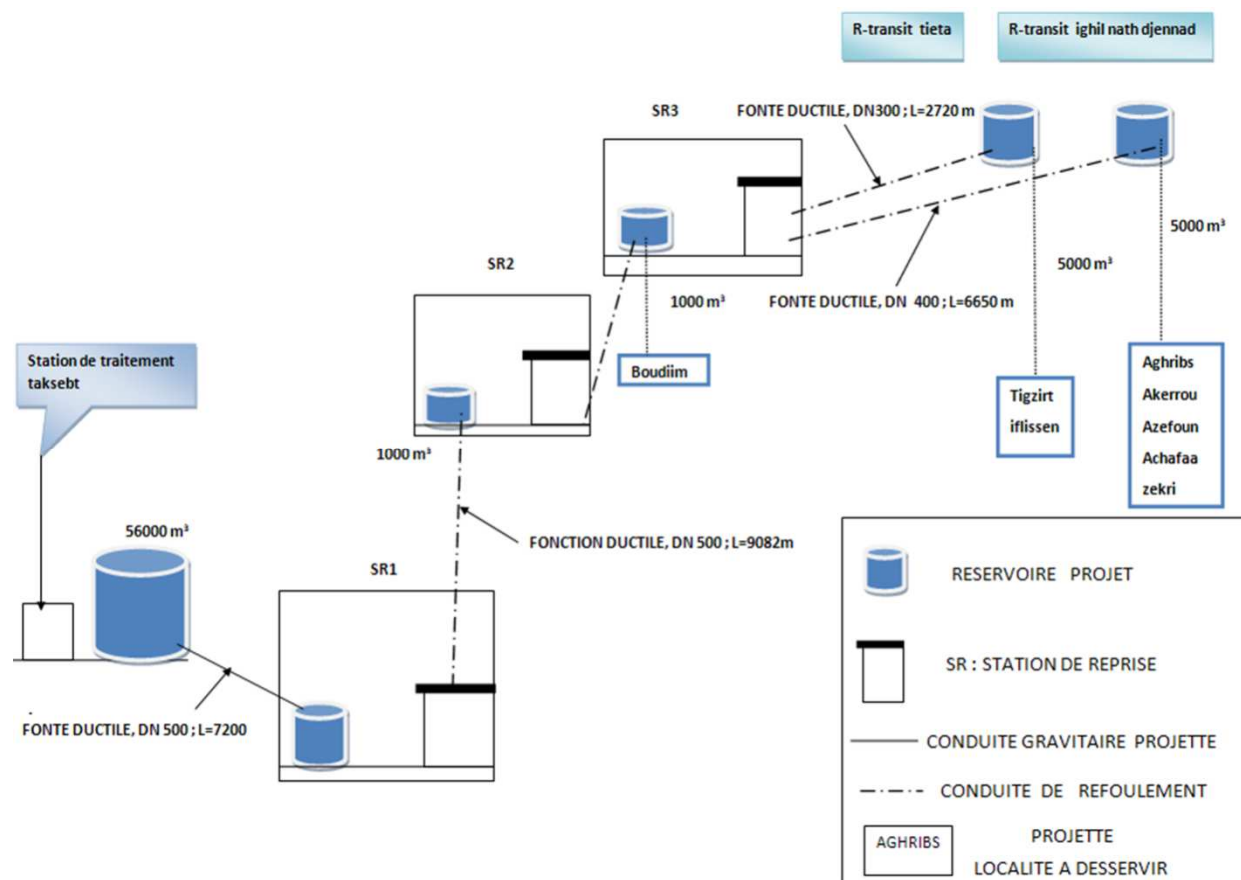 R-transit tieta
R-transit ighil nath djennad
SR3
FONTE DUCTILE, DN300 ; L=2720 m
5000 m³
5000 m³
SR2
1000 m³
FONTE DUCTILE, DN 400 ; L=6650 m
Station de traitement
taksebt
Boudiim
Tigzirt
iflissen
Aghribs
Akerrou
Azefoun
Achafaa
zekri
1000 m³
56000 m³
FONCTION DUCTILE, DN 500 ; L=9082m
SR1
FONTE DUCTILE, DN 500 ; L=7200
RESERVOIRE PROJET
SR : STATION DE REPRISE
CONDUITE GRAVITAIRE PROJETTE
CONDUITE DE REFOULEMENT
AGHRIBS
PROJETTE
LOCALITE A DESSERVIR